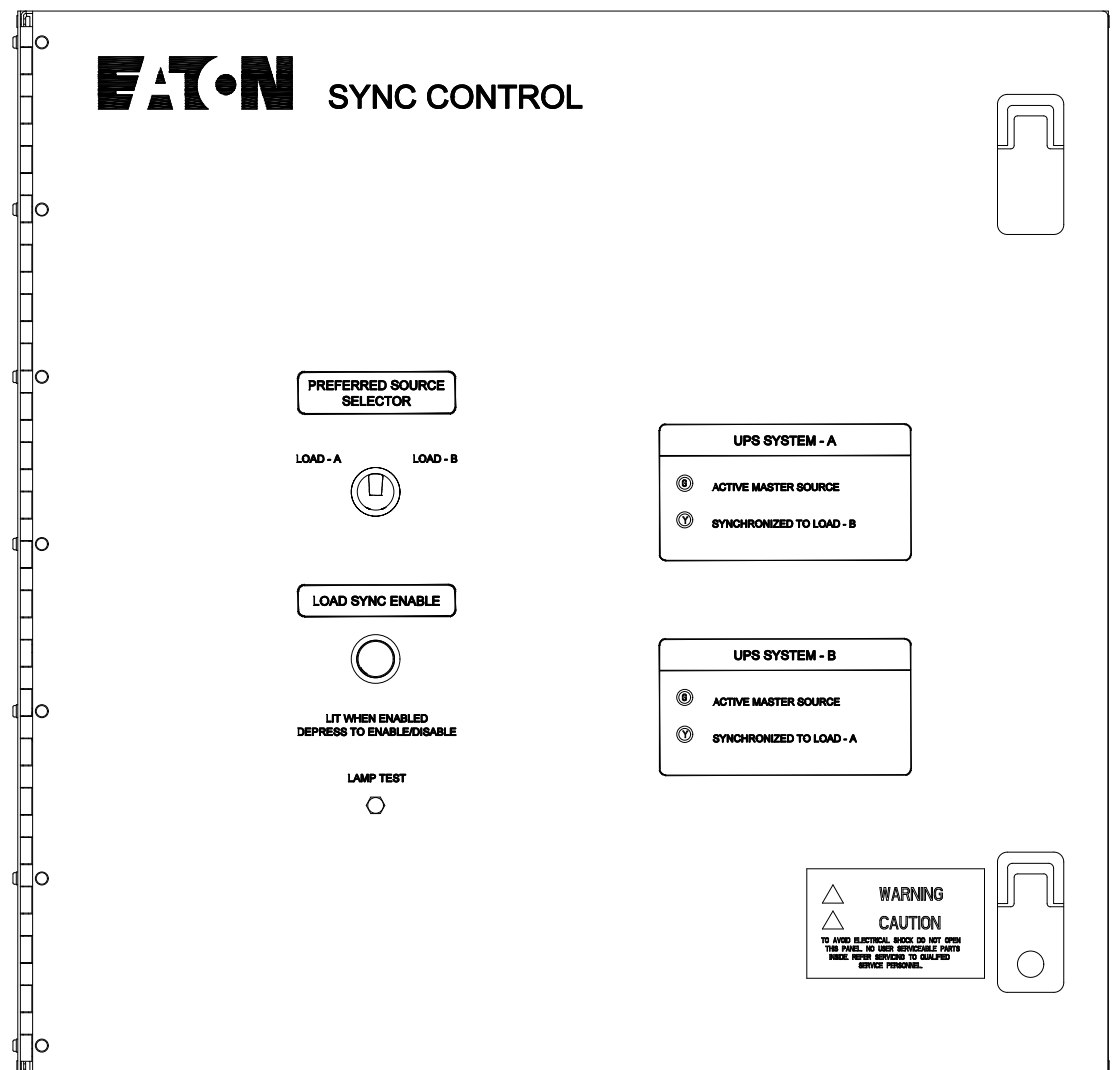 EATON SYNC CONTROL
PREFERRED SOURCE
SELECTOR
LOAD - A LOAD - B
UPS SYSTEM - A
G ACTIVE MASTER SOURCE
Y SYNCHRONIZED TO LOAD - B
LOAD SYNC ENABLE
LIT WHEN ENABLED
DEPRESS TO ENABLE/DISABLE
LAMP TEST
UPS SYSTEM - B
G ACTIVE MASTER SOURCE
Y SYNCHRONIZED TO LOAD - A
WARNING
CAUTION
TO AVOID ELECTRICAL SHOCK DO NOT OPEN
THIS PANEL. NO USER SERVICEABLE PARTS
INSIDE. REFER SERVICING TO QUALIFIED
SERVICE PERSONNEL.